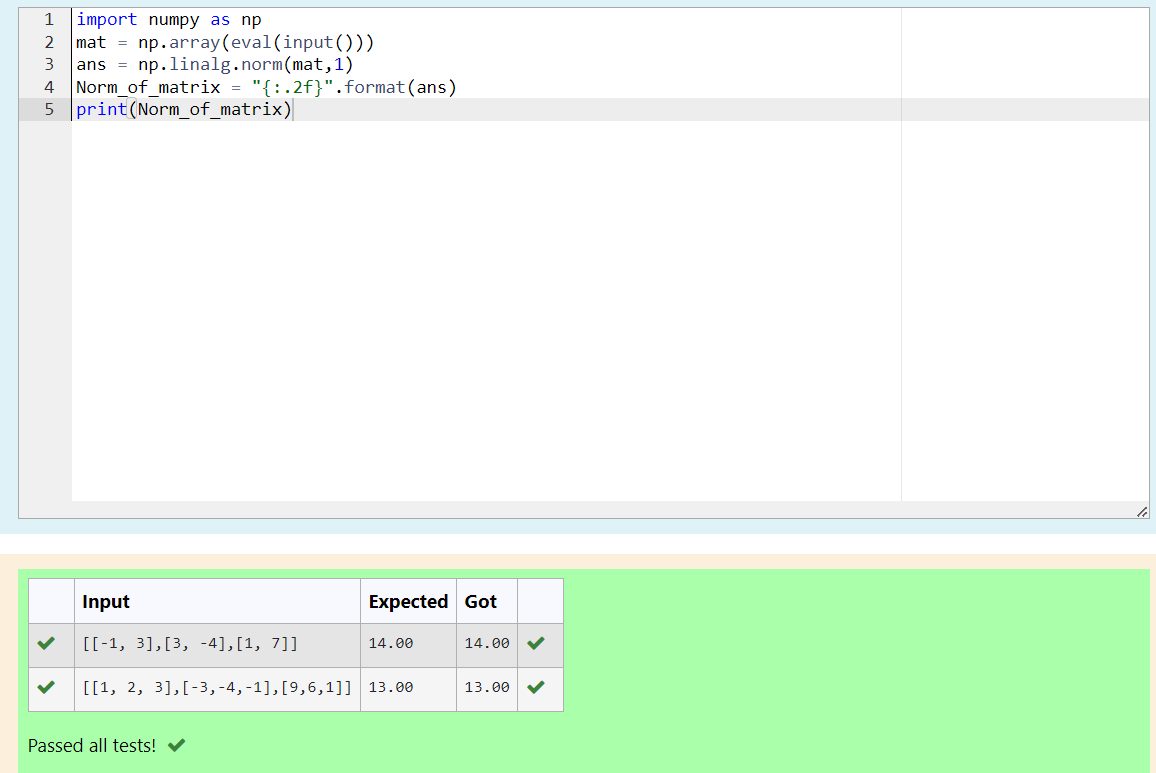 1 import numpy as np
2 mat = np.array(eval(input()))
3 ans = np.linalg.norm(mat,1)
4 Norm_of_matrix = "{:.2f}".format(ans)
5 print(Norm_of_matrix)
Input Expected Got
✔ [[-1, 3],[3, -4],[1, 7]] 14.00 14.00 ✔
✔ [[1, 2, 3],[-3,-4,-1],[9,6,1]] 13.00 13.00 ✔
Passed all tests! ✔